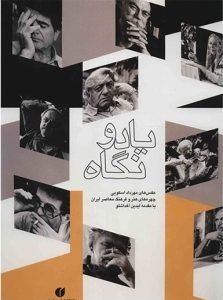 یاد و
نگاه
عکس‌های مهرداد اسکویی
چهره‌های هنر و فرهنگ معاصر ایران
با مقدمه آیدین آغداشلو